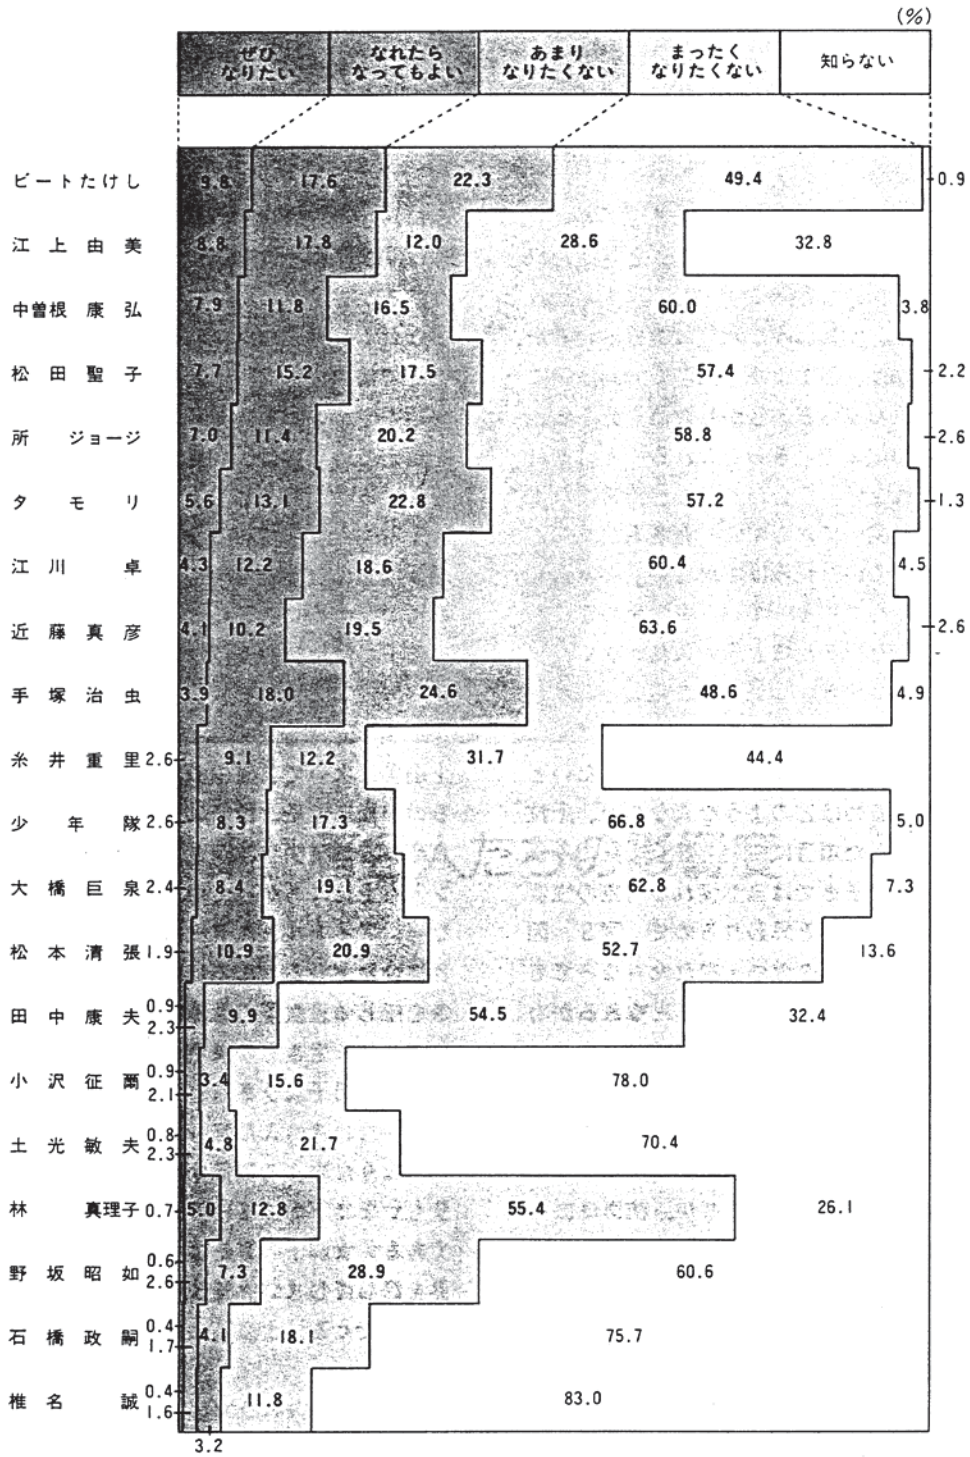 (%)
ぜひ なりたい なれたら なってもよい あまり なりたくない まったく なりたくない 知らない
ビートたけし 9.8 17.6 22.3 49.4 0.9
江上由美 8.8 17.8 12.0 28.6 32.8
中曽根康弘 7.9 11.8 16.5 60.0 3.8
松田聖子 7.7 15.2 17.5 57.4 2.2
所ジョージ 7.0 11.4 20.2 58.8 2.6
タモリ 5.6 13.1 22.8 57.2 1.3
江川卓 4.3 12.2 18.6 60.4 4.5
近藤真彦 4.1 10.2 19.5 63.6 2.6
手塚治虫 3.9 18.0 24.6 48.6 4.9
糸井重里 2.6 9.1 12.2 31.7 44.4
少年隊 2.6 8.3 17.3 66.8 5.0
大橋巨泉 2.4 8.4 19.1 62.8 7.3
松本清張 1.9 10.9 20.9 52.7 13.6
田中康夫 0.9 2.3 9.9 54.5 32.4
小沢征爾 0.9 2.1 3.4 15.6 78.0
土光敏夫 0.8 2.3 4.8 21.7 70.4
林真理子 0.7 5.0 12.8 55.4 26.1
野坂昭如 0.6 2.6 7.3 28.9 60.6
石橋政嗣 0.4 1.7 4.1 18.1 75.7
椎名誠 0.4 1.6 11.8 83.0
3.2